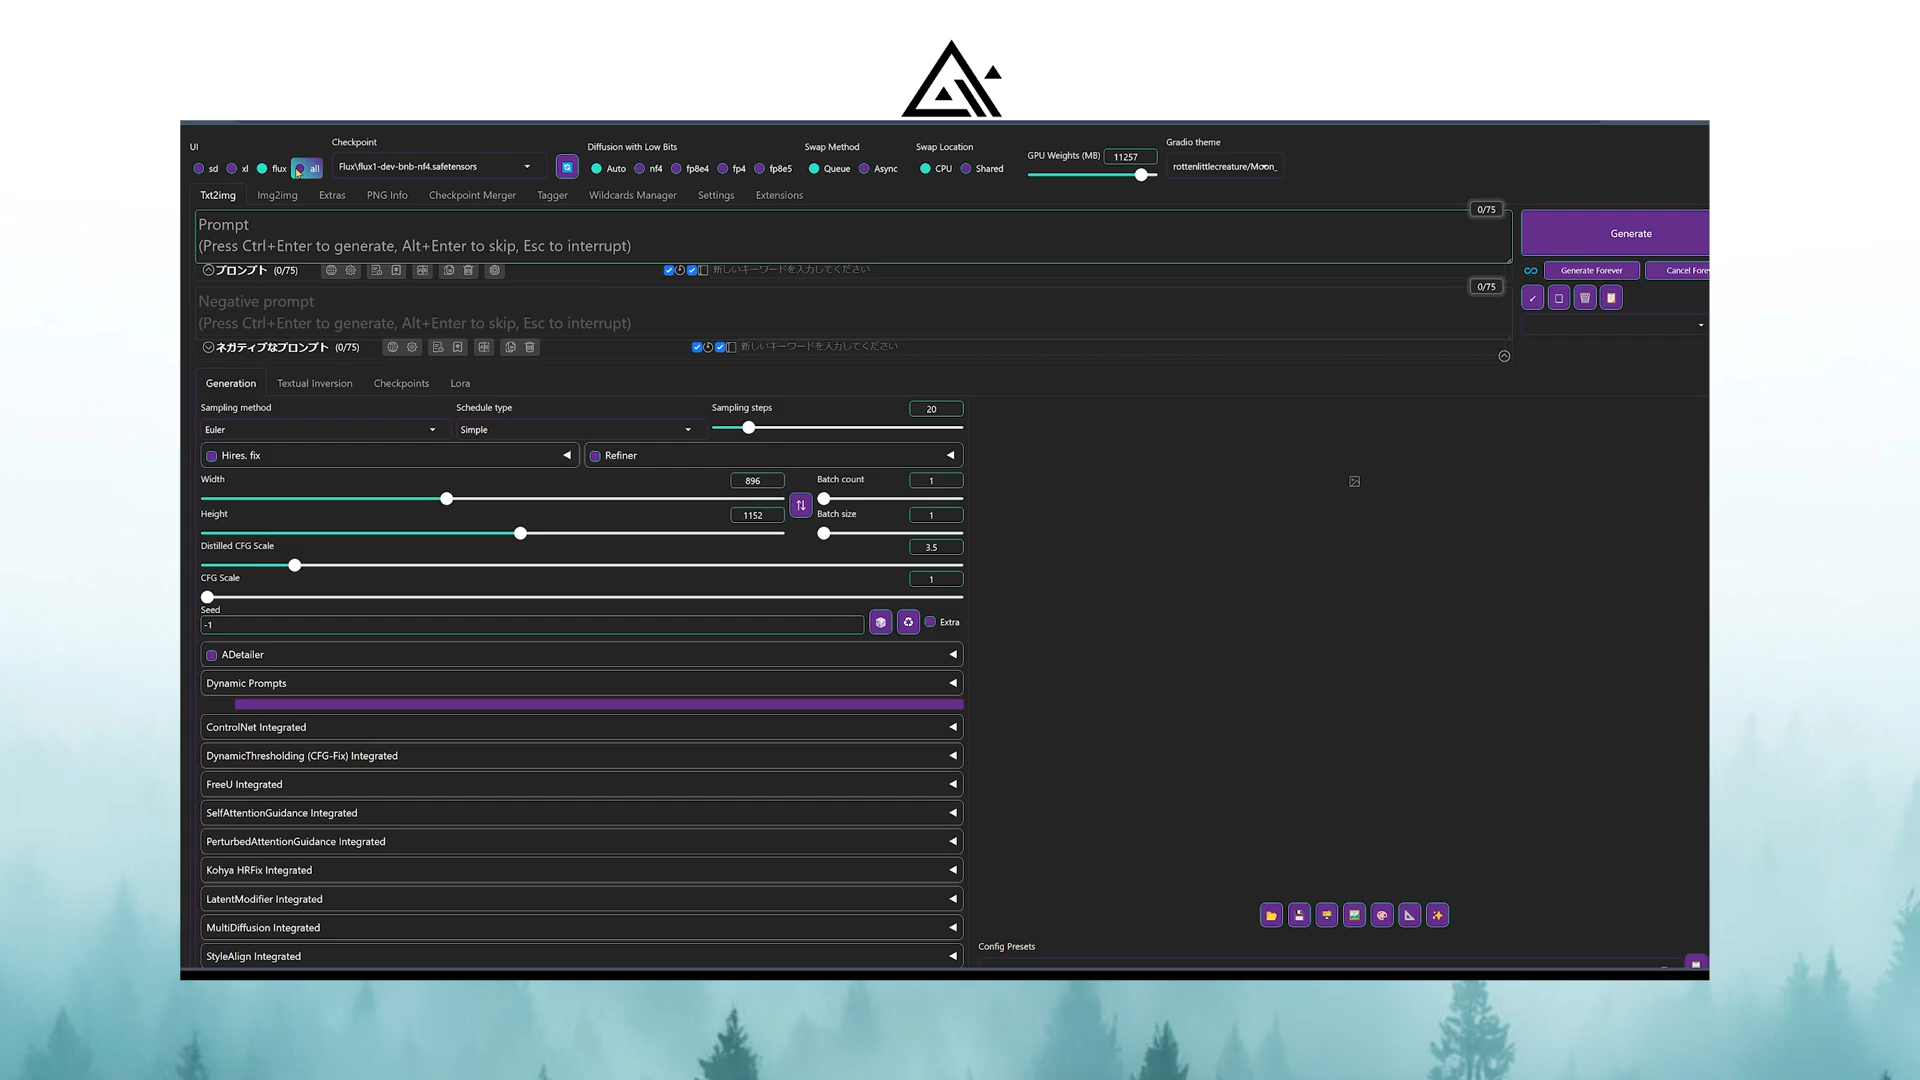 UI
sd xl flux all
Checkpoint
Flux\flux1-dev-bnb-nf4.safetensors
Diffusion with Low Bits
Auto nf4 fp8e4 fp4 fp8e5
Swap Method
Queue Async
Swap Location
CPU Shared
GPU Weights (MB) 11257
Gradio theme
rottenlittlecreature/Moon_
Txt2img Img2img Extras PNG Info Checkpoint Merger Tagger Wildcards Manager Settings Extensions
0/75
Prompt
(Press Ctrl+Enter to generate, Alt+Enter to skip, Esc to interrupt)
プロンプト (0/75) 新しいキーワードを入力してください
0/75
Negative prompt
(Press Ctrl+Enter to generate, Alt+Enter to skip, Esc to interrupt)
ネガティブなプロンプト (0/75) 新しいキーワードを入力してください
Generate
Generate Forever Cancel Fore
Generation Textual Inversion Checkpoints Lora
Sampling method
Euler
Schedule type
Simple
Sampling steps 20
Hires. fix
Refiner
Width 896
Batch count 1
Height 1152
Batch size 1
Distilled CFG Scale 3.5
CFG Scale 1
Seed
-1
Extra
ADetailer
Dynamic Prompts
ControlNet Integrated
DynamicThresholding (CFG-Fix) Integrated
FreeU Integrated
SelfAttentionGuidance Integrated
PerturbedAttentionGuidance Integrated
Kohya HRFix Integrated
LatentModifier Integrated
MultiDiffusion Integrated
StyleAlign Integrated
Config Presets